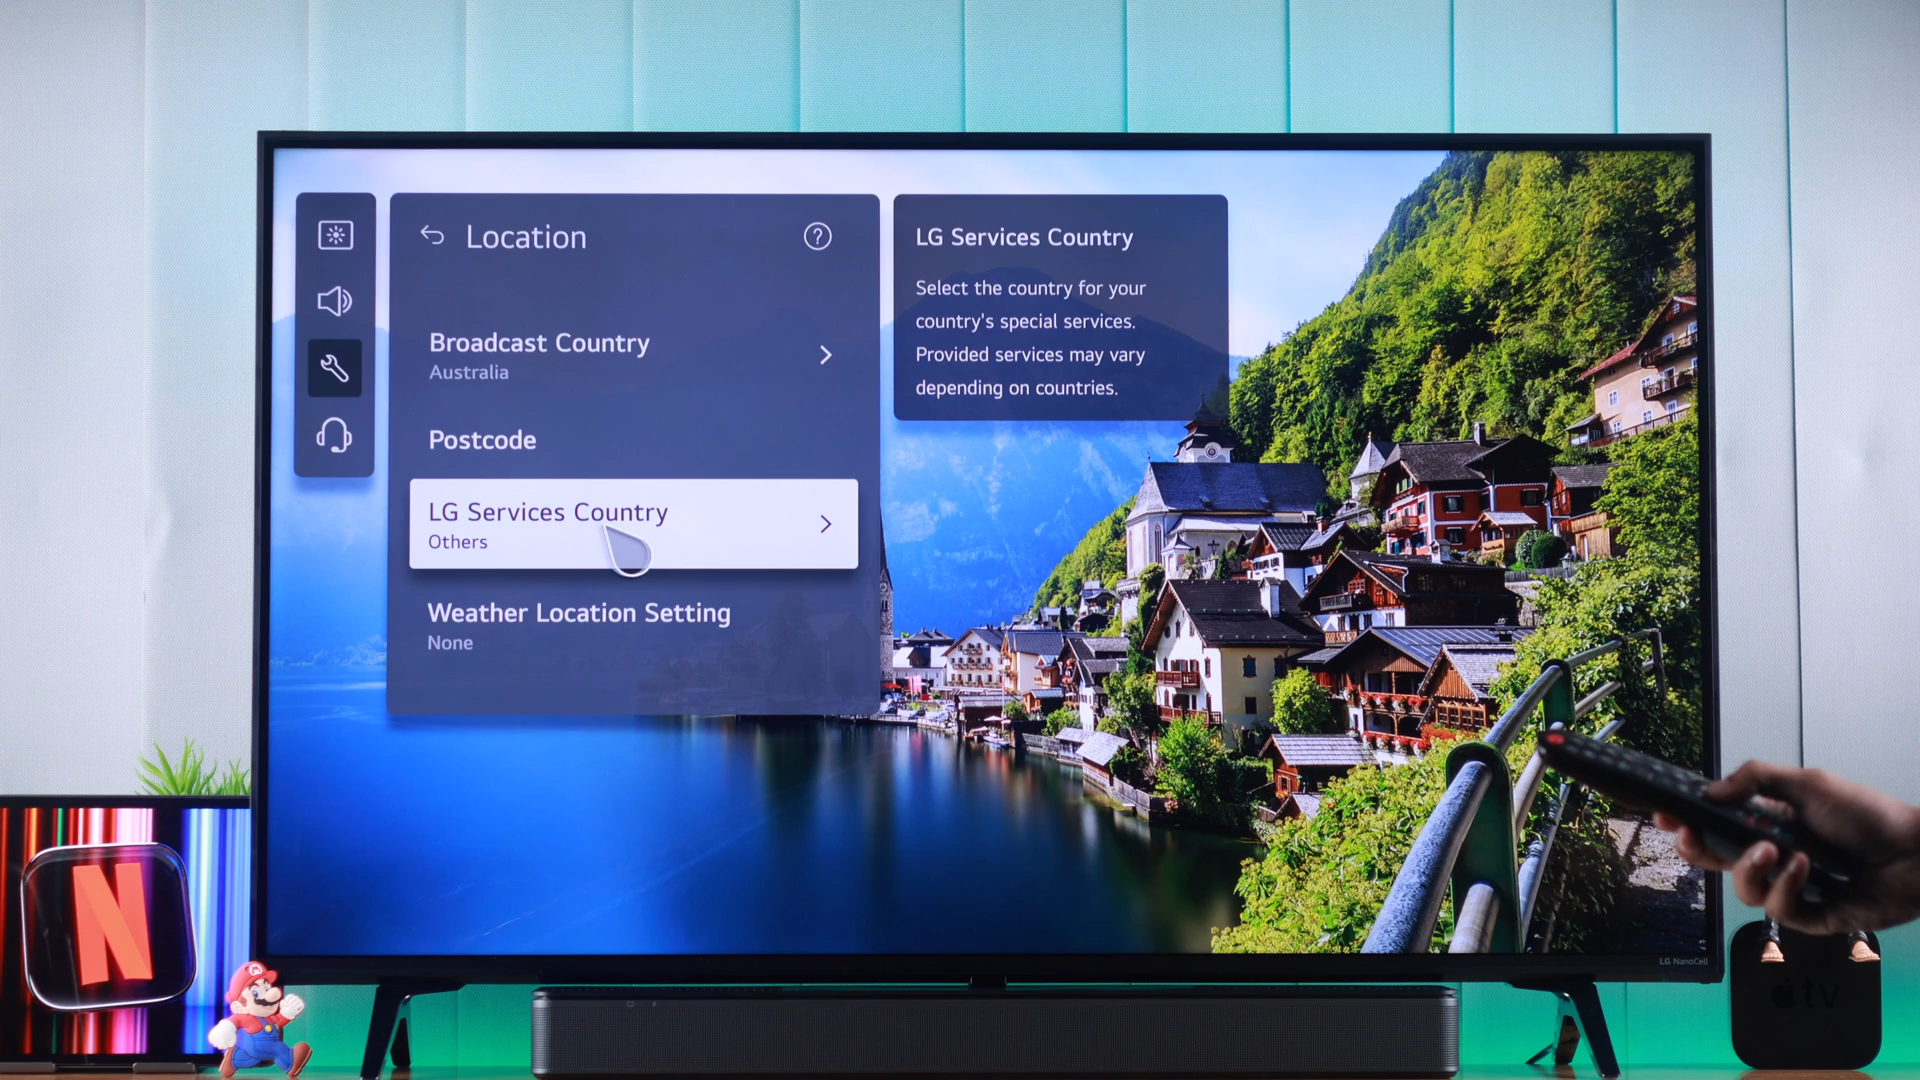 Location
?
Broadcast Country
Australia
Postcode
LG Services Country
Others
Weather Location Setting
None
LG Services Country
Select the country for your
country's special services.
Provided services may vary
depending on countries.
LG NanoCell
N
M
tv